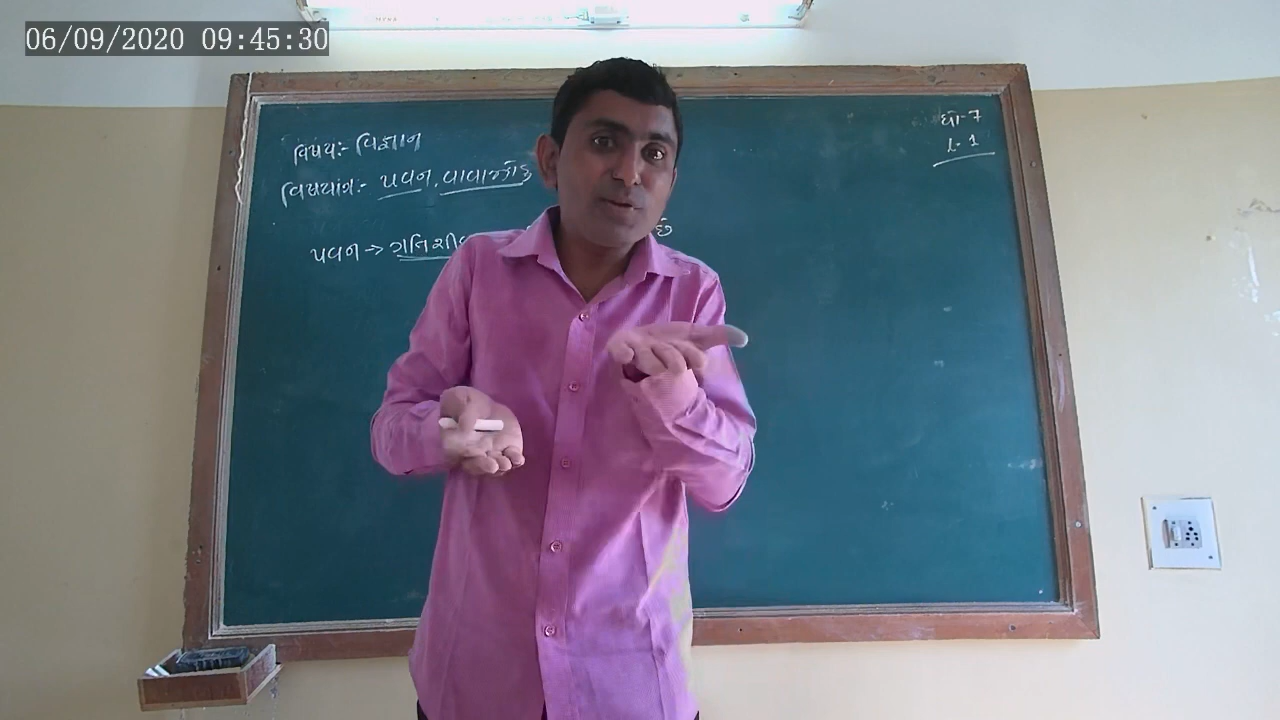 06/09/2020 09:45:30
ધો-7
L-1
વિષય:- વિજ્ઞાન
વિષયાંગ:- પવન, વાવાઝોડુ
પવન → ગતિશીલ છે